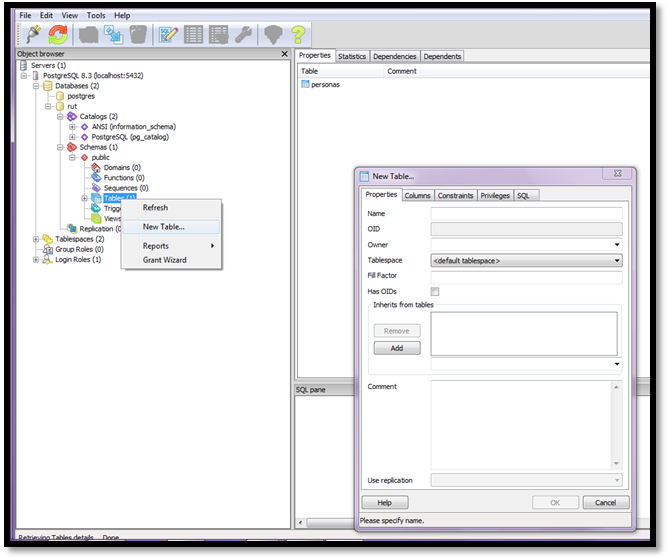 File Edit View Tools Help
Object browser
Servers (1)
PostgreSQL 8.3 (localhost:5432)
Databases (2)
postgres
rut
Catalogs (2)
ANSI (information_schema)
PostgreSQL (pg_catalog)
Schemas (1)
public
Domains (0)
Functions (0)
Sequences (0)
Tables (1)
Trigg
Views
Replication (0)
Tablespaces (2)
Group Roles (0)
Login Roles (1)
Refresh
New Table...
Reports
Grant Wizard
Properties Statistics Dependencies Dependents
Table Comment
personas
SQL pane
New Table...
Properties Columns Constraints Privileges SQL
Name
OID
Owner
Tablespace <default tablespace>
Fill Factor
Has OIDs
Inherits from tables
Remove
Add
Comment
Use replication
Help OK Cancel
Please specify name.
Retrieving Tables details... Done.